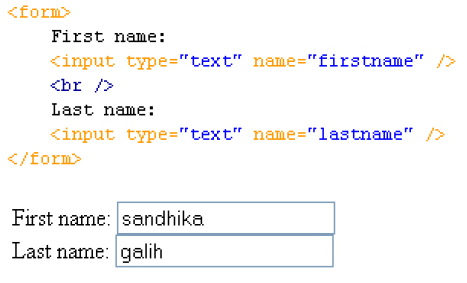 <form>
First name:
<input type="text" name="firstname" />
<br />
Last name:
<input type="text" name="lastname" />
</form>
First name: sandhika
Last name: galih